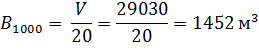 B₁₀₀₀ = V/20 = 29030/20 = 1452 м³